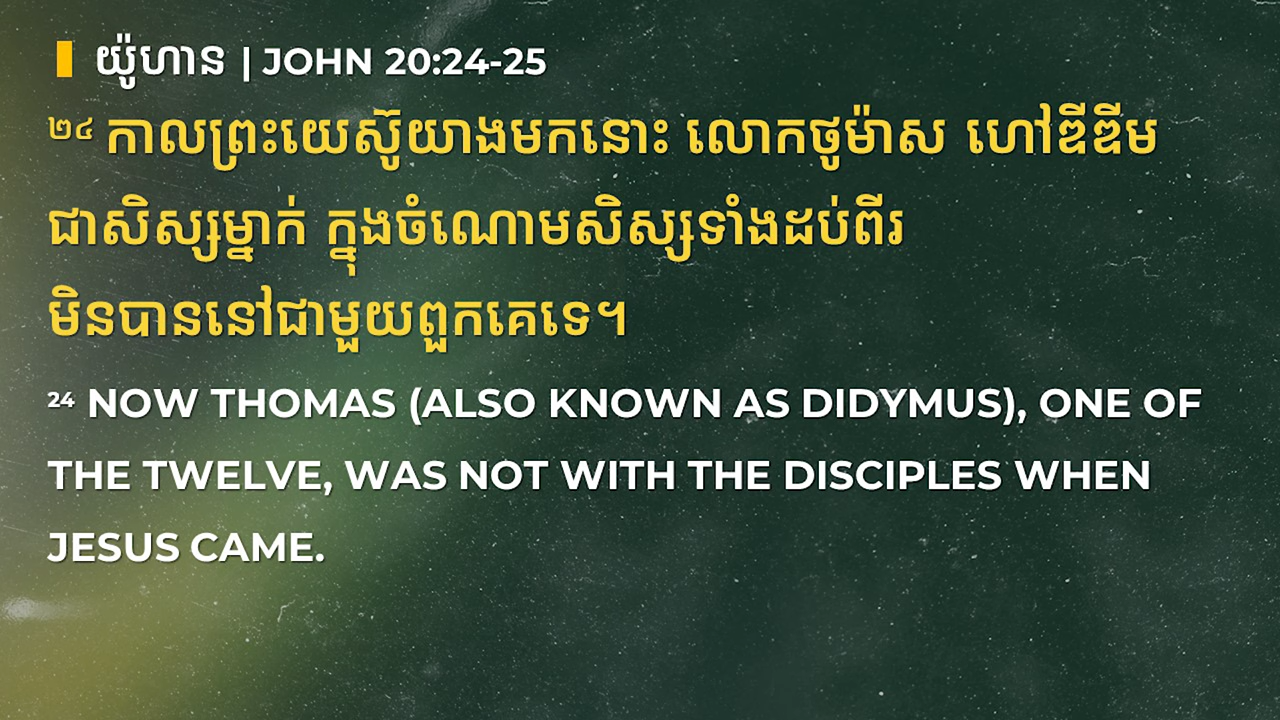 យ៉ូហាន | JOHN 20:24-25
២៤ កាលព្រះយេស៊ូយាងមកនោះ លោកថូម៉ាស ហៅឌីឌីម
ជាសិស្សម្នាក់ ក្នុងចំណោមសិស្សទាំងដប់ពីរ
មិនបាននៅជាមួយពួកគេទេ។
24 NOW THOMAS (ALSO KNOWN AS DIDYMUS), ONE OF
THE TWELVE, WAS NOT WITH THE DISCIPLES WHEN
JESUS CAME.